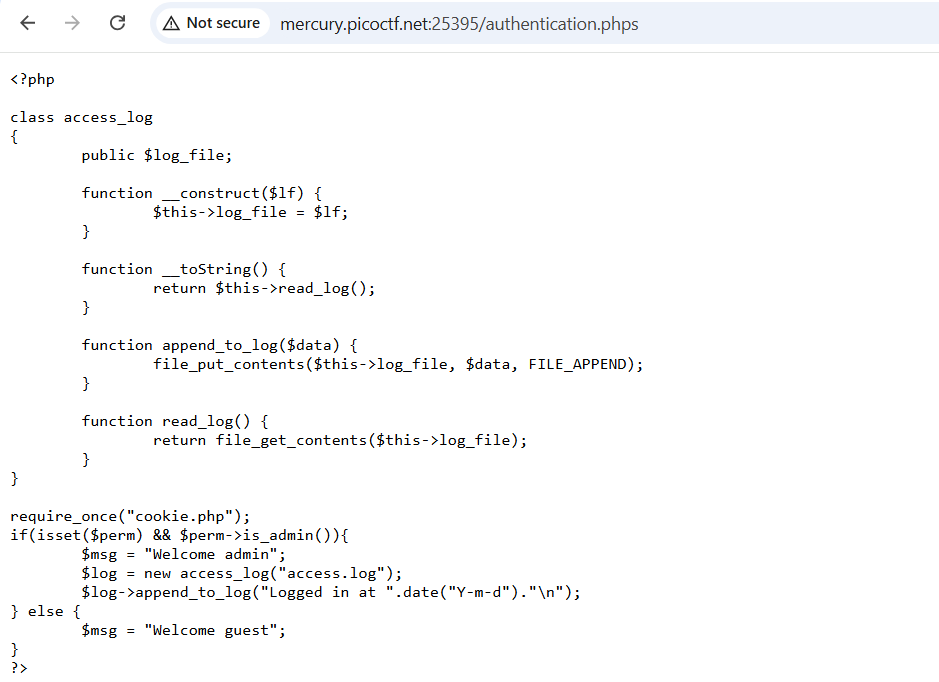 Not secure mercury.picoctf.net:25395/authentication.phps
<?php
class access_log
{
public $log_file;
function __construct($lf) {
$this->log_file = $lf;
}
function __toString() {
return $this->read_log();
}
function append_to_log($data) {
file_put_contents($this->log_file, $data, FILE_APPEND);
}
function read_log() {
return file_get_contents($this->log_file);
}
}
require_once("cookie.php");
if(isset($perm) && $perm->is_admin()){
$msg = "Welcome admin";
$log = new access_log("access.log");
$log->append_to_log("Logged in at ".date("Y-m-d")."\n");
} else {
$msg = "Welcome guest";
}
?>